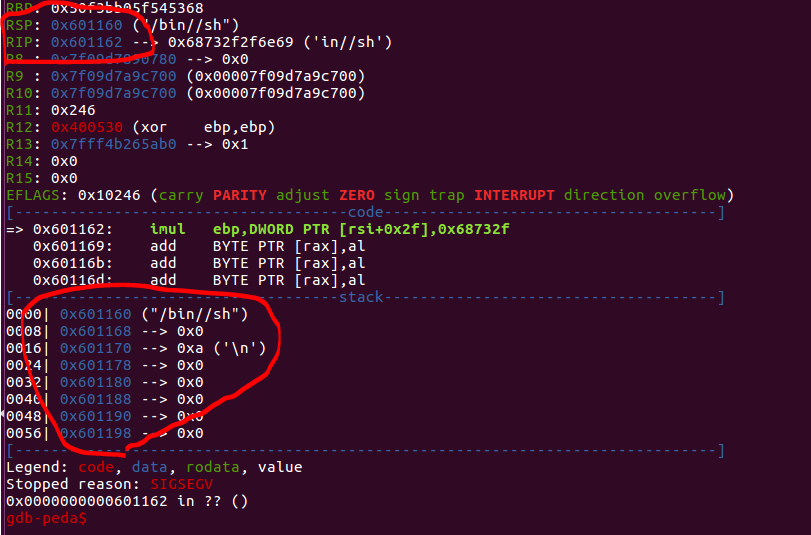 RBP: 0x50f3bb05f545368
RSP: 0x601160 ("/bin//sh")
RIP: 0x601162 --> 0x68732f2f6e69 ('in//sh')
R8 : 0x7f09d7890780 --> 0x0
R9 : 0x7f09d7a9c700 (0x00007f09d7a9c700)
R10: 0x7f09d7a9c700 (0x00007f09d7a9c700)
R11: 0x246
R12: 0x400530 (xor    ebp,ebp)
R13: 0x7fff4b265ab0 --> 0x1
R14: 0x0
R15: 0x0
EFLAGS: 0x10246 (carry PARITY adjust ZERO sign trap INTERRUPT direction overflow)
[-------------------------------------code-------------------------------------]
=> 0x601162:    imul   ebp,DWORD PTR [rsi+0x2f],0x68732f
   0x601169:    add    BYTE PTR [rax],al
   0x60116b:    add    BYTE PTR [rax],al
   0x60116d:    add    BYTE PTR [rax],al
[------------------------------------stack-------------------------------------]
0000| 0x601160 ("/bin//sh")
0008| 0x601168 --> 0x0
0016| 0x601170 --> 0xa ('\n')
0024| 0x601178 --> 0x0
0032| 0x601180 --> 0x0
0040| 0x601188 --> 0x0
0048| 0x601190 --> 0x0
0056| 0x601198 --> 0x0
[------------------------------------------------------------------------------]
Legend: code, data, rodata, value
Stopped reason: SIGSEGV
0x0000000000601162 in ?? ()
gdb-peda$